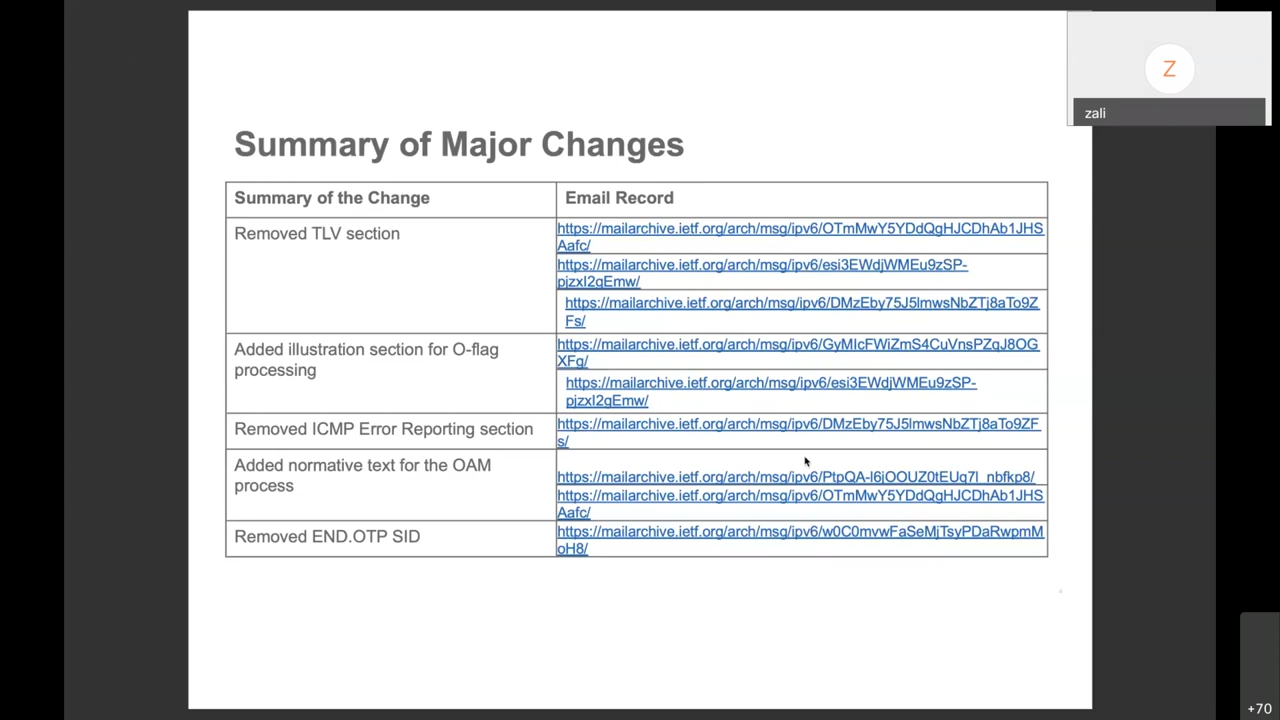 Z
zali
Summary of Major Changes
Summary of the Change
Email Record
Removed TLV section
https://mailarchive.ietf.org/arch/msg/ipv6/OTmMwY5YDdQgHJCDhAb1JHS
Aafc/
https://mailarchive.ietf.org/arch/msg/ipv6/esi3EWdjWMEu9zSP-
pjzxI2gEmw/
https://mailarchive.ietf.org/arch/msg/ipv6/DMzEby75J5lmwsNbZTj8aTo9Z
Fs/
Added illustration section for O-flag
processing
https://mailarchive.ietf.org/arch/msg/ipv6/GyMIcFWiZmS4CuVnsPZqJ8OG
XFg/
https://mailarchive.ietf.org/arch/msg/ipv6/esi3EWdjWMEu9zSP-
pjzxI2gEmw/
Removed ICMP Error Reporting section
https://mailarchive.ietf.org/arch/msg/ipv6/DMzEby75J5lmwsNbZTj8aTo9ZF
s/
Added normative text for the OAM
process
https://mailarchive.ietf.org/arch/msg/ipv6/PtpQA-l6jOOUZ0tEUq7l_nbfkp8/
https://mailarchive.ietf.org/arch/msg/ipv6/OTmMwY5YDdQgHJCDhAb1JHS
Aafc/
Removed END.OTP SID
https://mailarchive.ietf.org/arch/msg/ipv6/w0C0mvwFaSeMjTsyPDaRwpmM
oH8/
+70